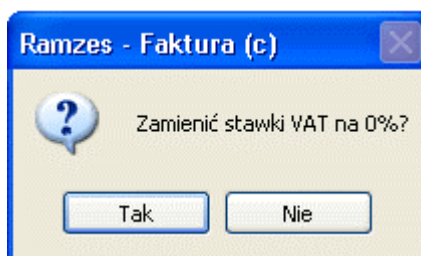 Ramzes - Faktura (c)
Zamienić stawki VAT na 0%?
Tak Nie